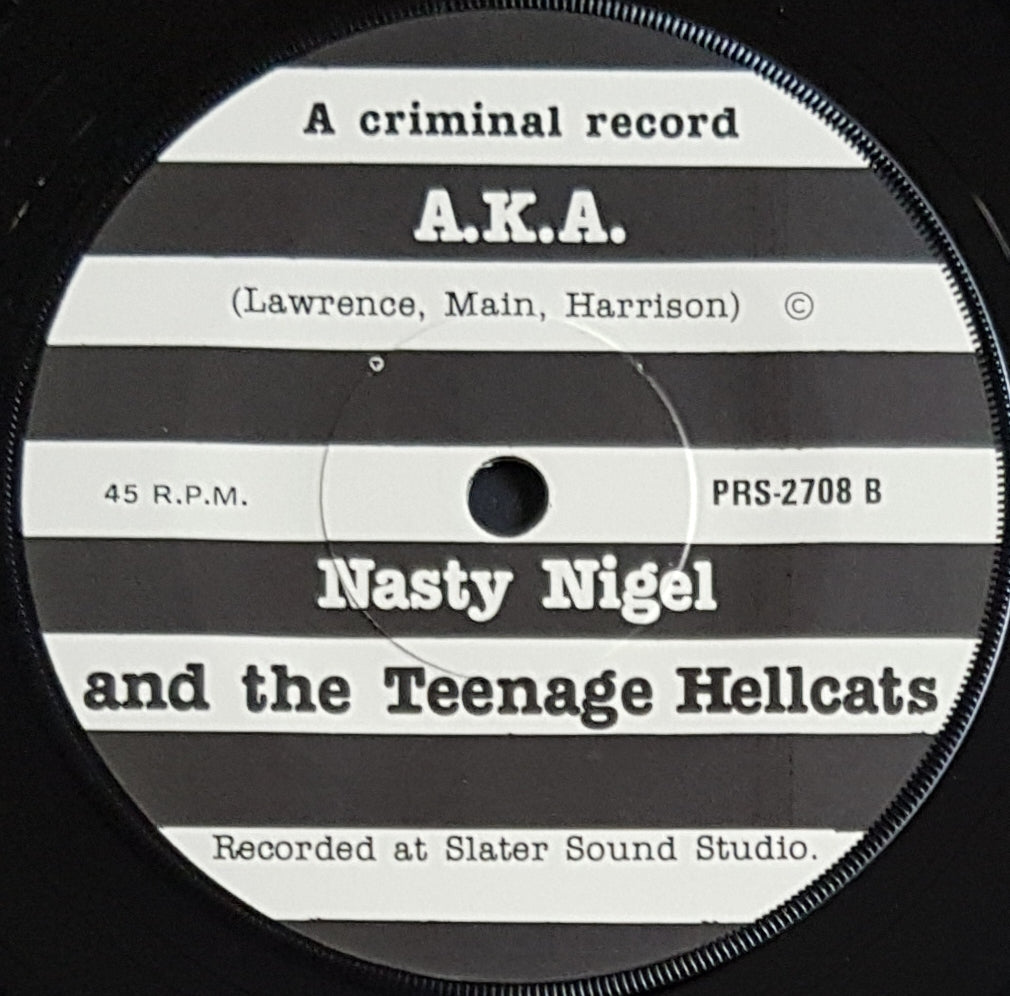 A criminal record
A.K.A.
(Lawrence, Main, Harrison) ©
45 R.P.M. PRS-2708 B
Nasty Nigel
and the Teenage Hellcats
Recorded at Slater Sound Studio.